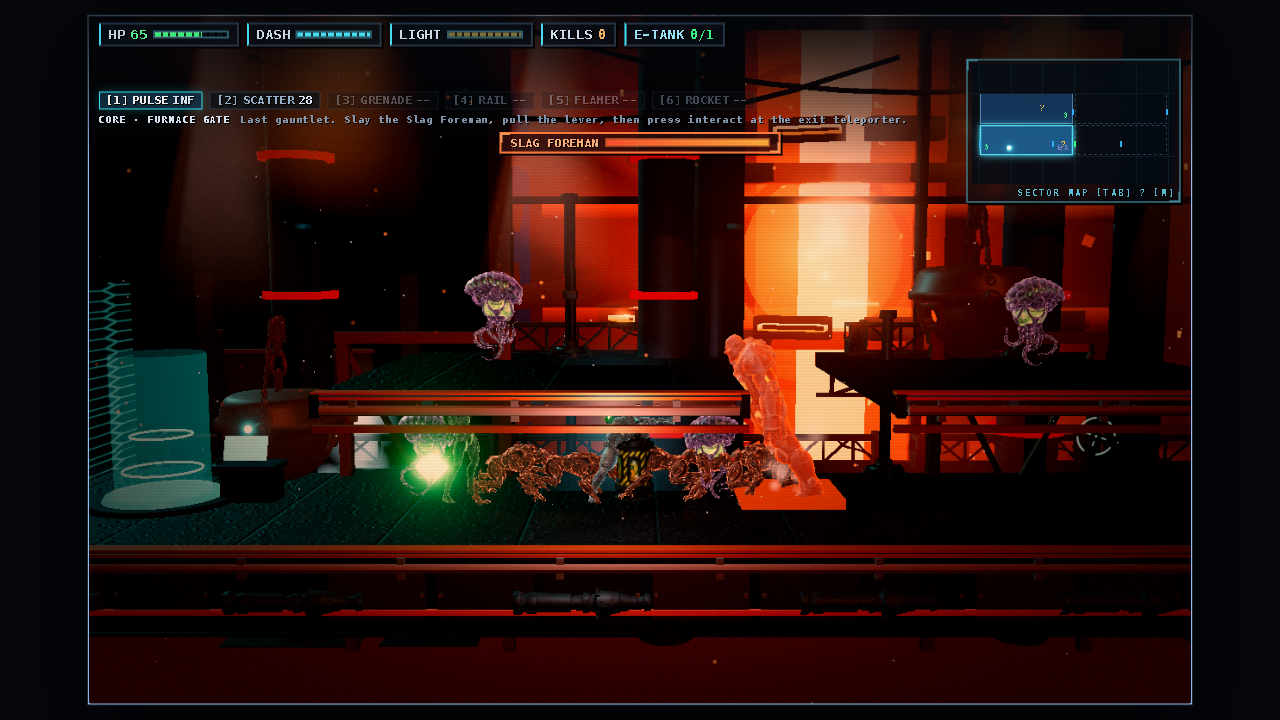 HP 65 DASH LIGHT KILLS 0 E-TANK 0/1
[1] PULSE INF [2] SCATTER 28 [3] GRENADE -- [4] RAIL -- [5] FLAMER -- [6] ROCKET --
CORE · FURNACE GATE Last gauntlet. Slay the Slag Foreman, pull the lever, then press interact at the exit teleporter.
SLAG FOREMAN
?
3
3
?
SECTOR MAP [TAB] ? [M]